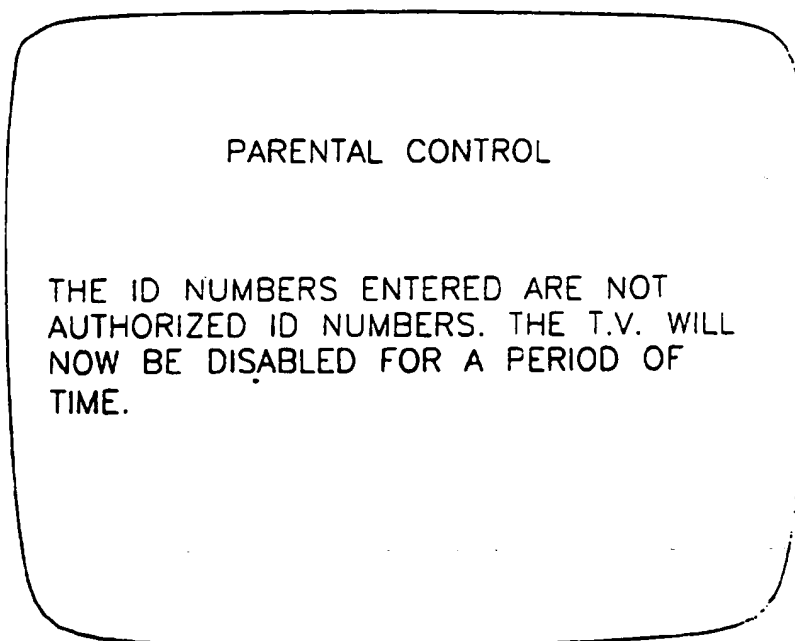 PARENTAL CONTROL
THE ID NUMBERS ENTERED ARE NOT
AUTHORIZED ID NUMBERS. THE T.V. WILL
NOW BE DISABLED FOR A PERIOD OF
TIME.